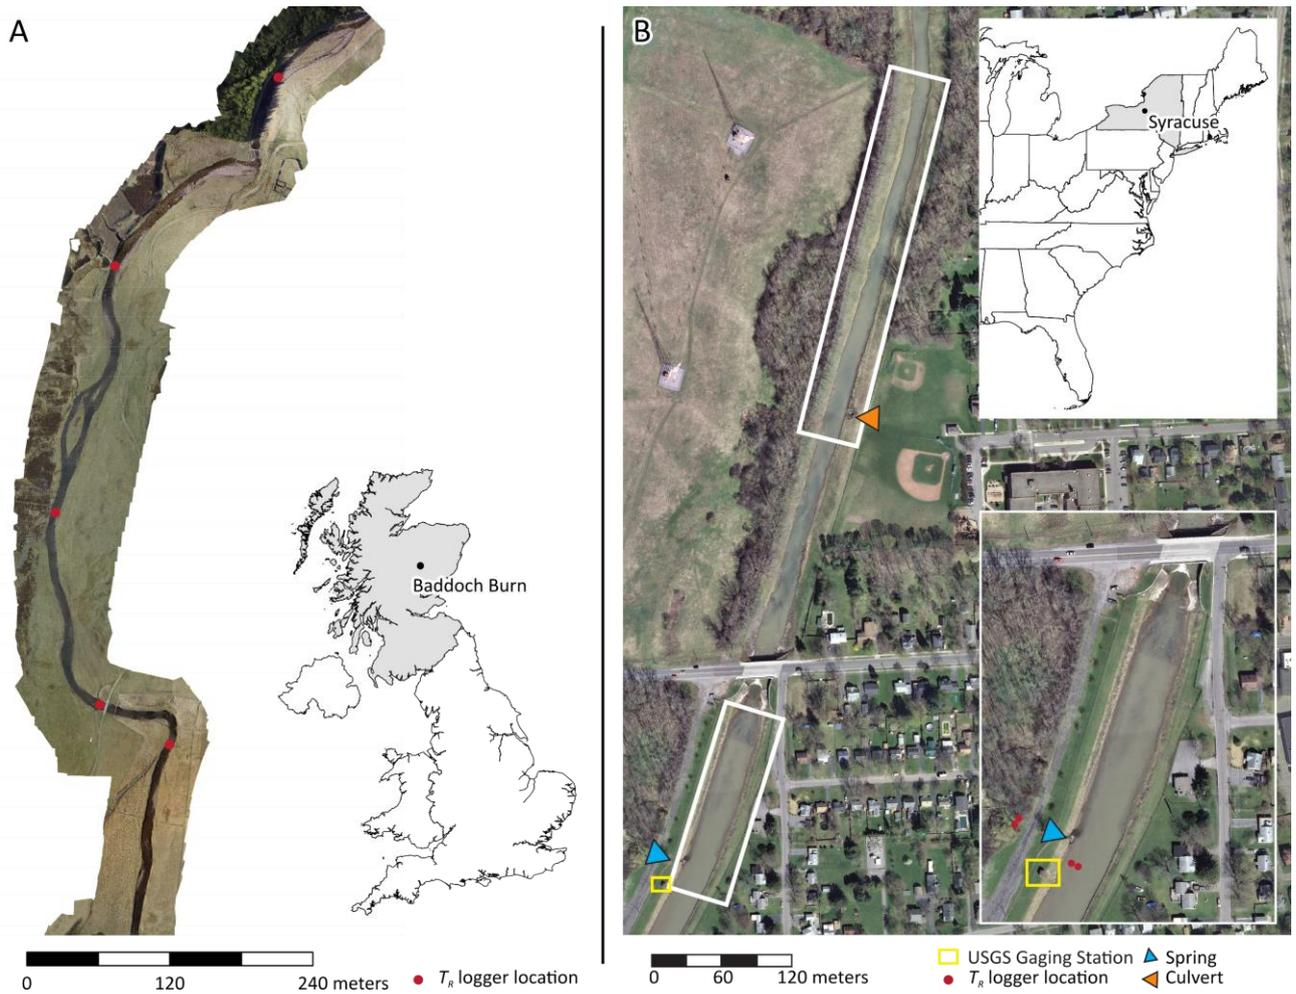 A
B
Syracuse
Baddoch Burn
0 120 240 meters
T_R logger location
0 60 120 meters
USGS Gaging Station
T_R logger location
Spring
Culvert